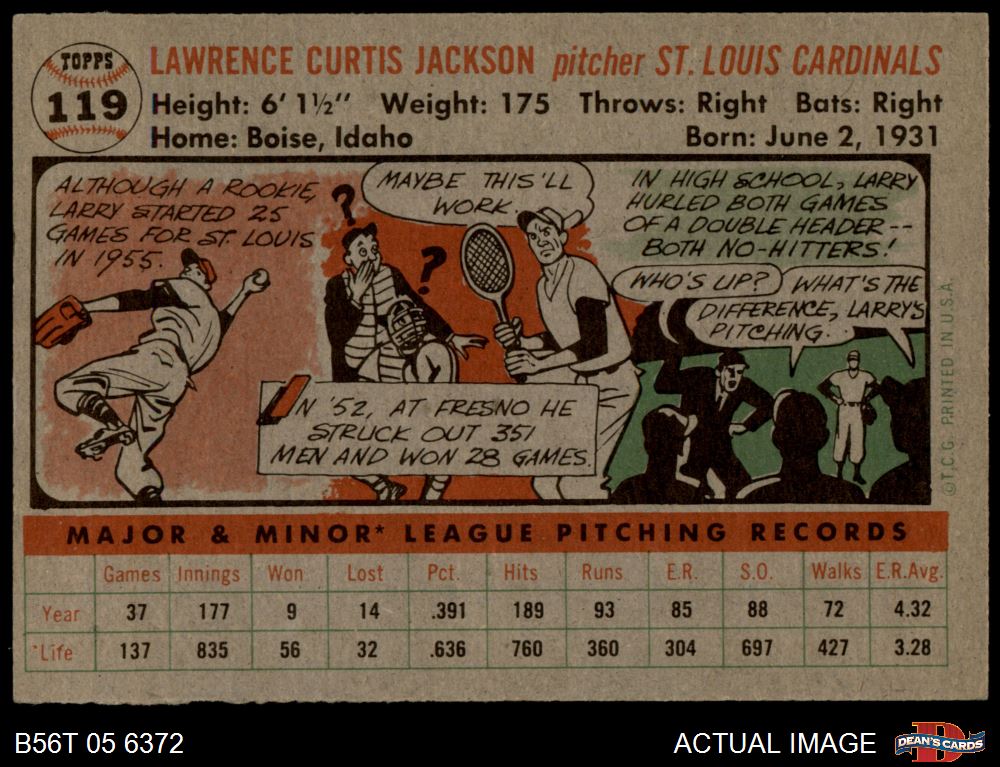 TOPPS
119
LAWRENCE CURTIS JACKSON pitcher ST. LOUIS CARDINALS
Height: 6' 1½" Weight: 175 Throws: Right Bats: Right
Home: Boise, Idaho Born: June 2, 1931
ALTHOUGH A ROOKIE,
LARRY STARTED 25
GAMES FOR ST. LOUIS
IN 1955.
?
?
MAYBE THIS'LL
WORK.
IN '52, AT FRESNO HE
STRUCK OUT 351
MEN AND WON 28 GAMES.
IN HIGH SCHOOL, LARRY
HURLED BOTH GAMES
OF A DOUBLE HEADER--
BOTH NO-HITTERS!
WHO'S UP?
WHAT'S THE
DIFFERENCE, LARRY'S
PITCHING.
©T.C.G. PRINTED IN U.S.A.
MAJOR & MINOR* LEAGUE PITCHING RECORDS
Games Innings Won Lost Pct. Hits Runs E.R. S.O. Walks E.R.Avg.
Year 37 177 9 14 .391 189 93 85 88 72 4.32
*Life 137 835 56 32 .636 760 360 304 697 427 3.28
B56T 05 6372
ACTUAL IMAGE
D
DEAN'S CARDS